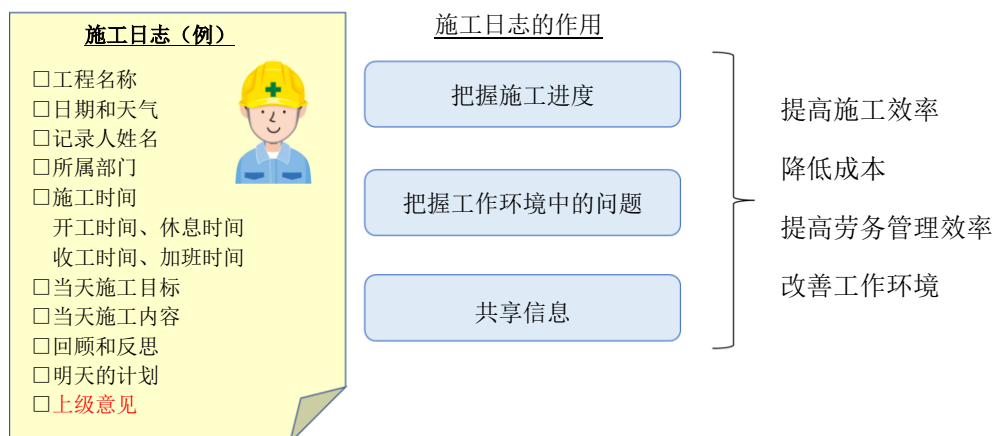 施工日志（例）
□工程名称
□日期和天气
□记录人姓名
□所属部门
□施工时间
开工时间、休息时间
收工时间、加班时间
□当天施工目标
□当天施工内容
□回顾和反思
□明天的计划
□上级意见
施工日志的作用
把握施工进度
把握工作环境中的问题
共享信息
提高施工效率
降低成本
提高劳务管理效率
改善工作环境